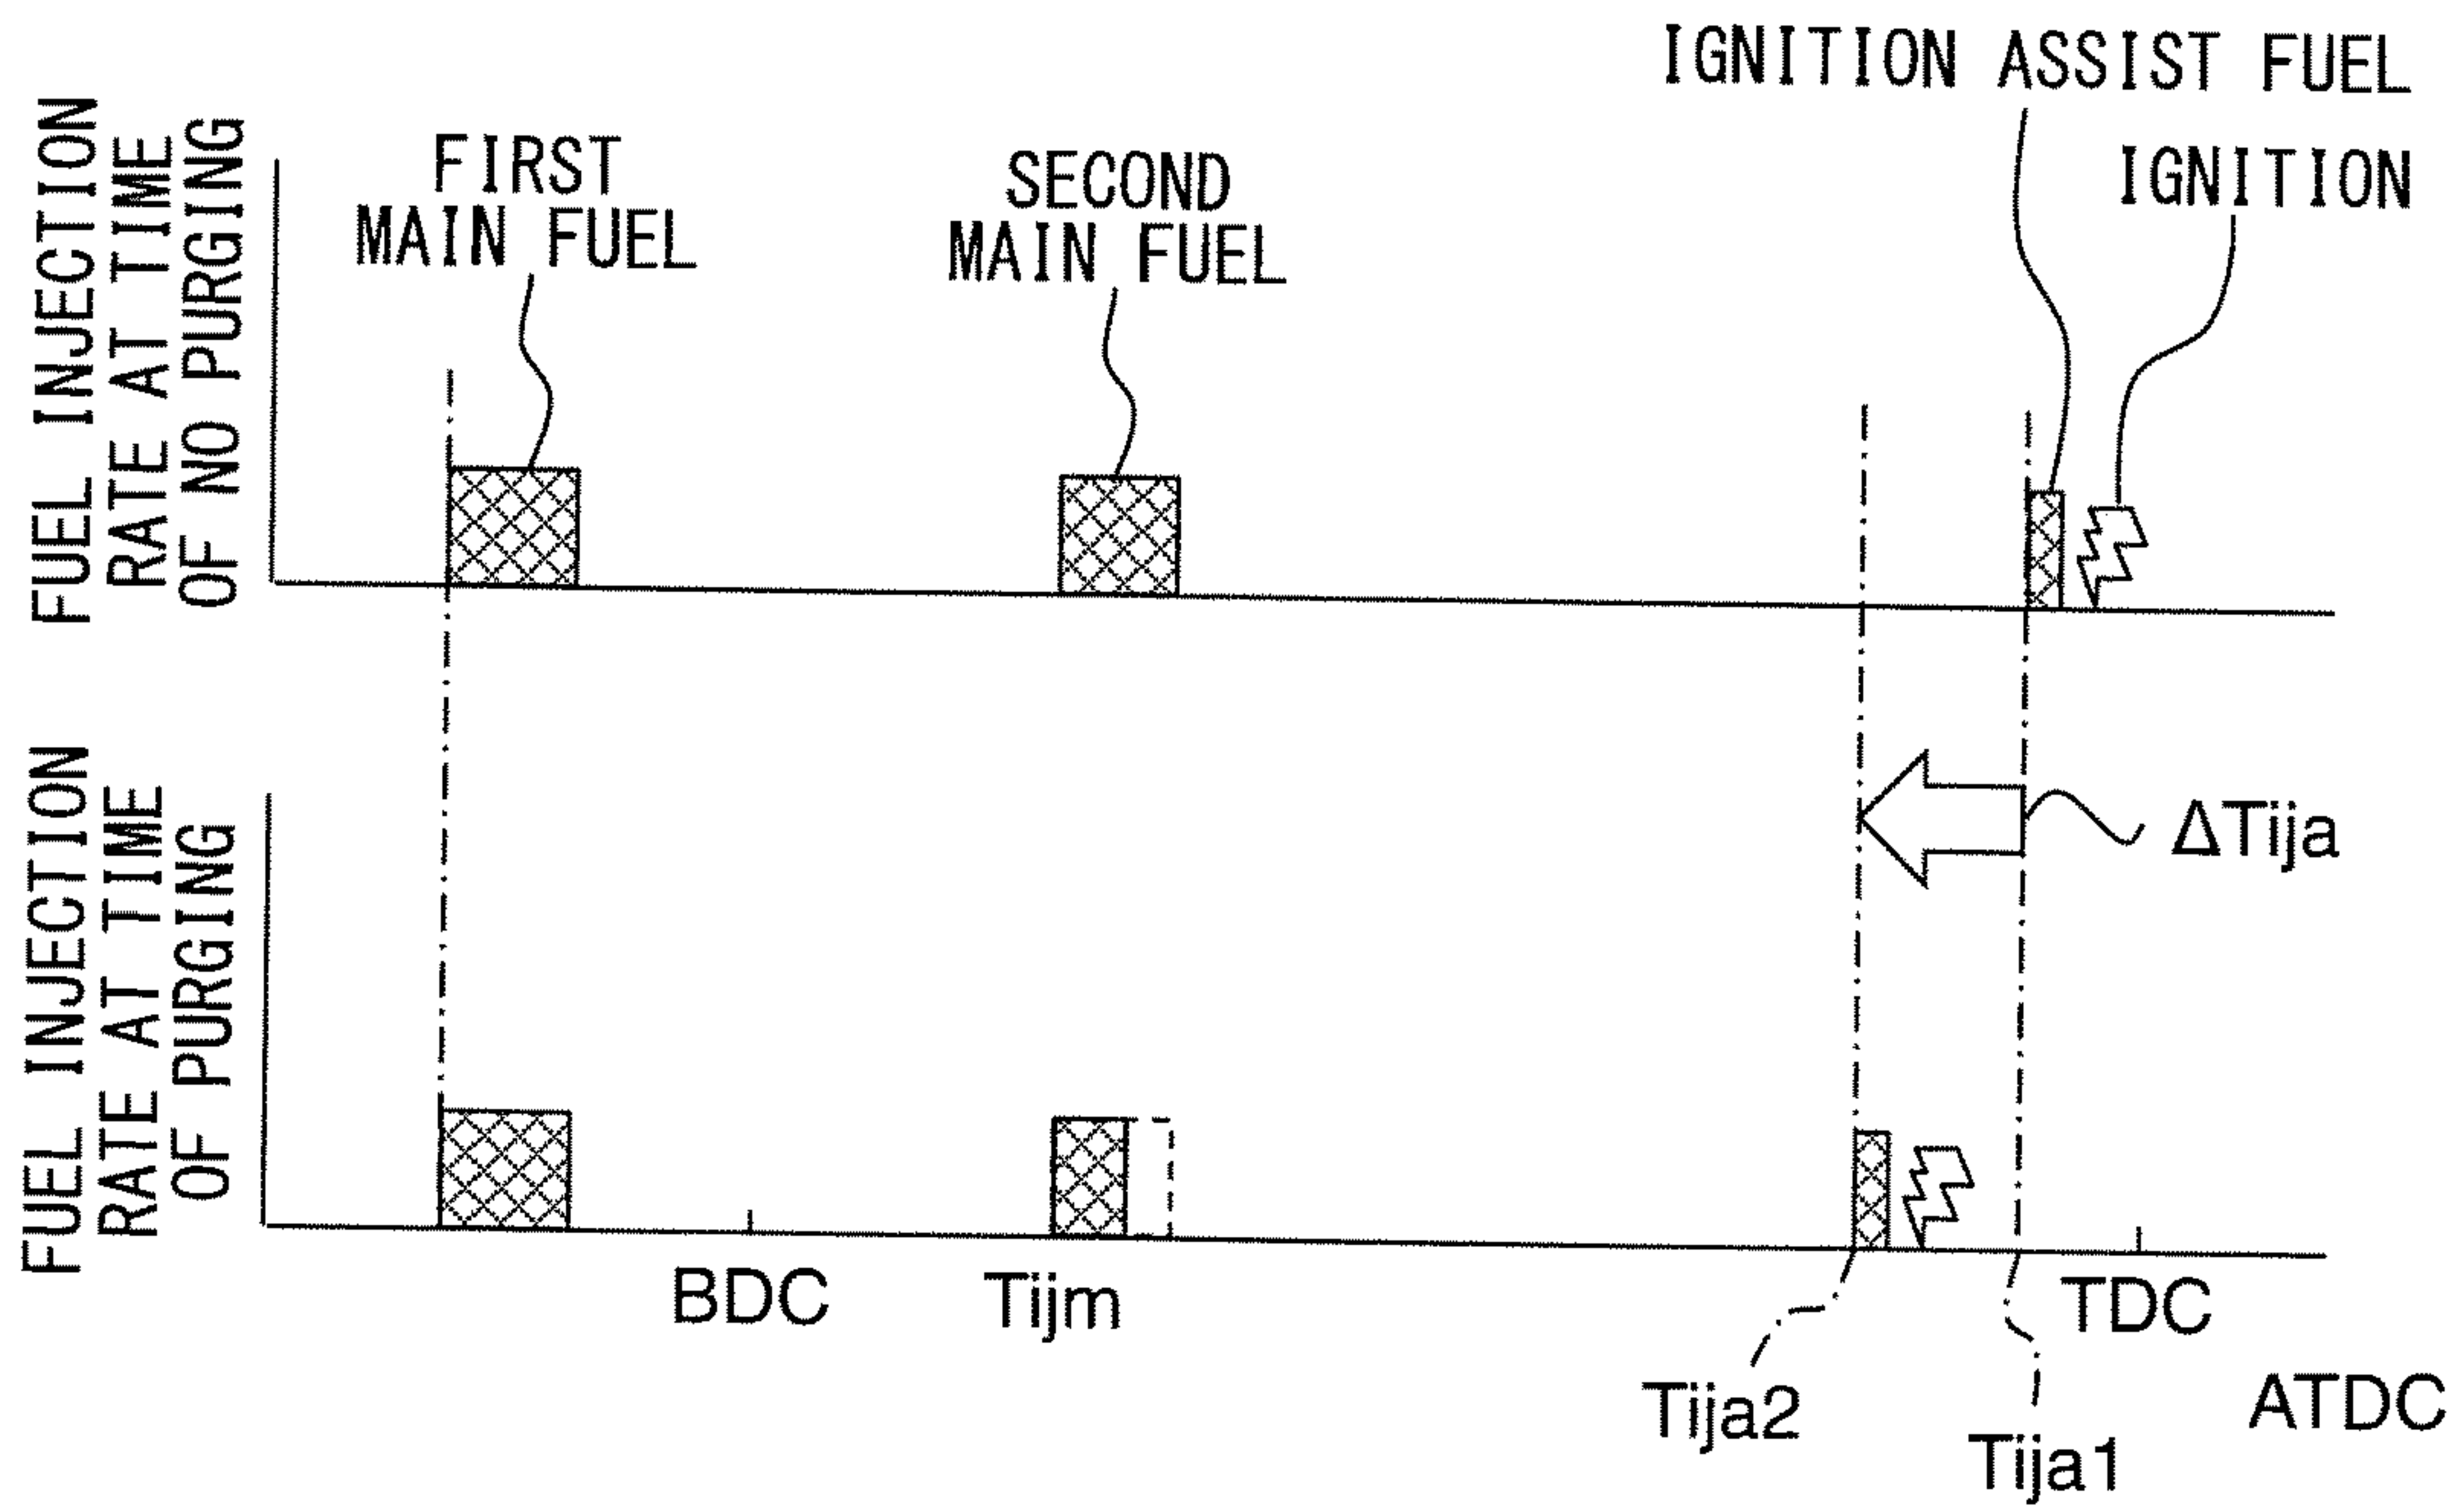 FUEL INJECTION
RATE AT TIME
OF NO PURGING
FIRST
MAIN FUEL
SECOND
MAIN FUEL
IGNITION ASSIST FUEL
IGNITION
FUEL INJECTION
RATE AT TIME
OF PURGING
ΔTija
BDC
Tijm
TDC
Tija2
Tija1
ATDC